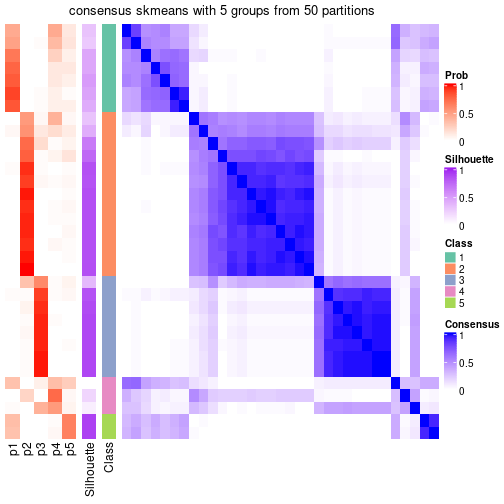 consensus skmeans with 5 groups from 50 partitions
Prob
1
0.5
0
Silhouette
1
0.5
0
Class
1
2
3
4
5
Consensus
1
0.5
0
p1
p2
p3
p4
p5
Silhouette
Class